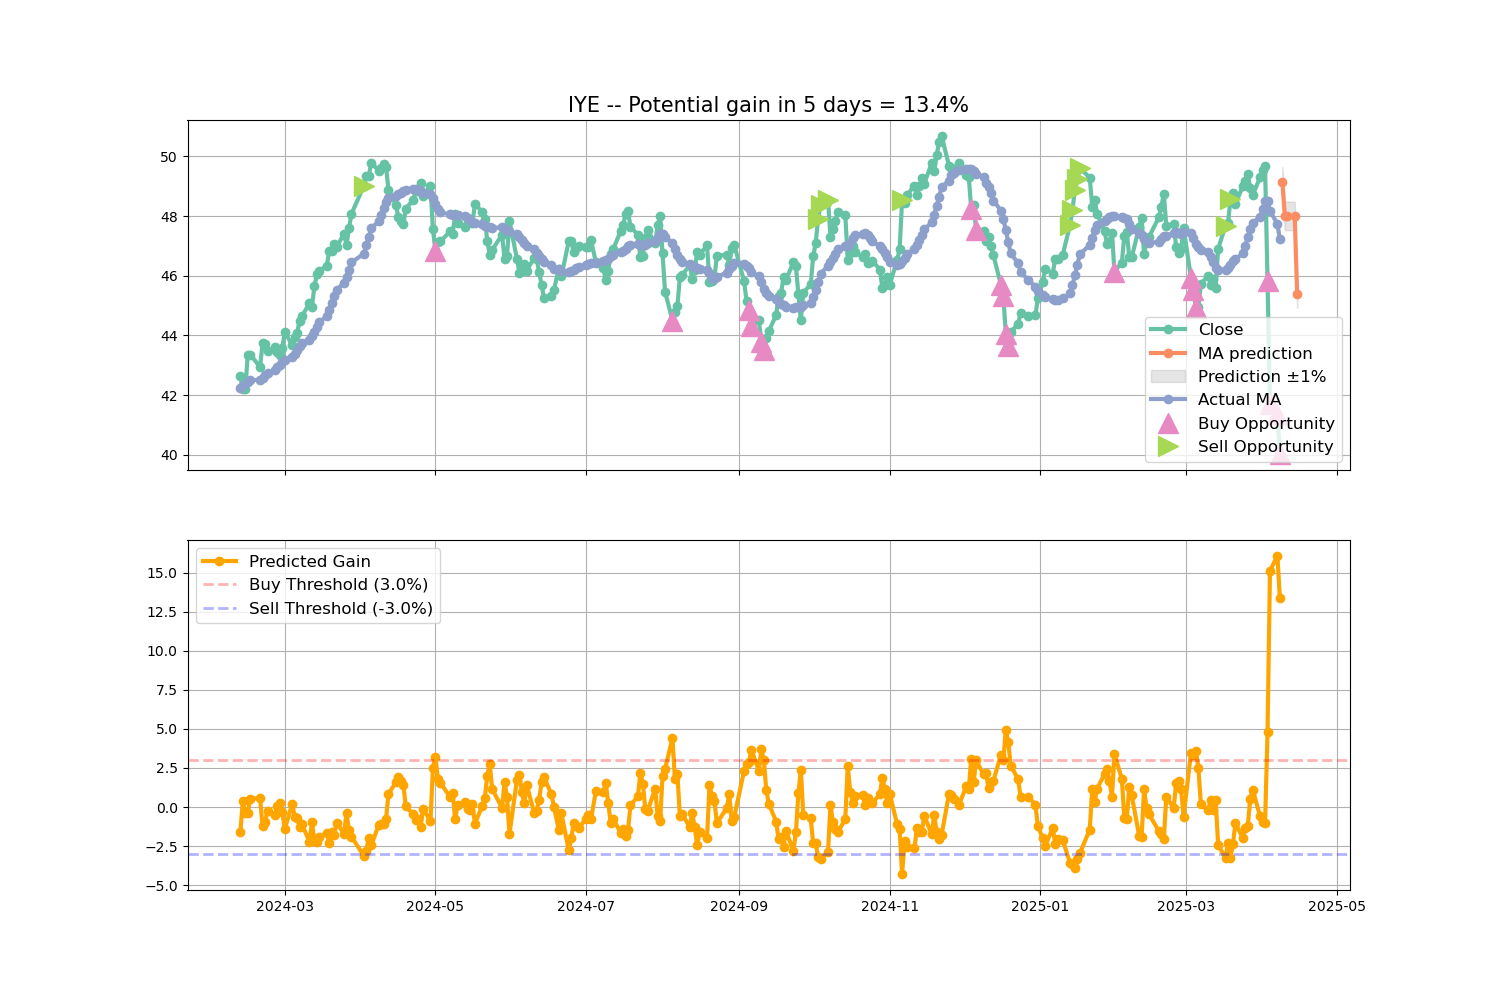 IYE -- Potential gain in 5 days = 13.4%
50
48
46
44
42
40
Close
MA prediction
Prediction ±1%
Actual MA
Buy Opportunity
Sell Opportunity
Predicted Gain
Buy Threshold (3.0%)
Sell Threshold (-3.0%)
15.0
12.5
10.0
7.5
5.0
2.5
0.0
−2.5
−5.0
2024-03
2024-05
2024-07
2024-09
2024-11
2025-01
2025-03
2025-05